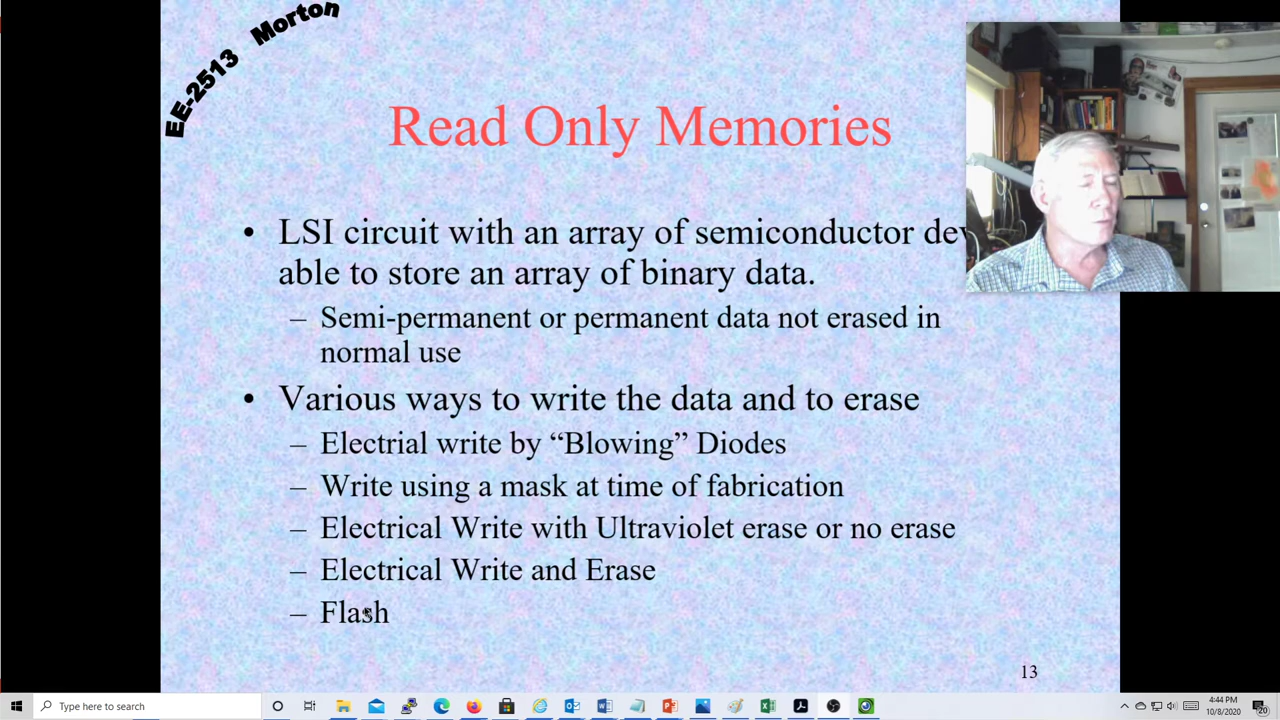 EE-2513 Morton
Read Only Memories
• LSI circuit with an array of semiconductor
able to store an array of binary data.
– Semi-permanent or permanent data not erased in
normal use
• Various ways to write the data and to erase
– Electrial write by “Blowing” Diodes
– Write using a mask at time of fabrication
– Electrical Write with Ultraviolet erase or no erase
– Electrical Write and Erase
– Flash
13
Type here to search
4:44 PM
10/8/2020
20